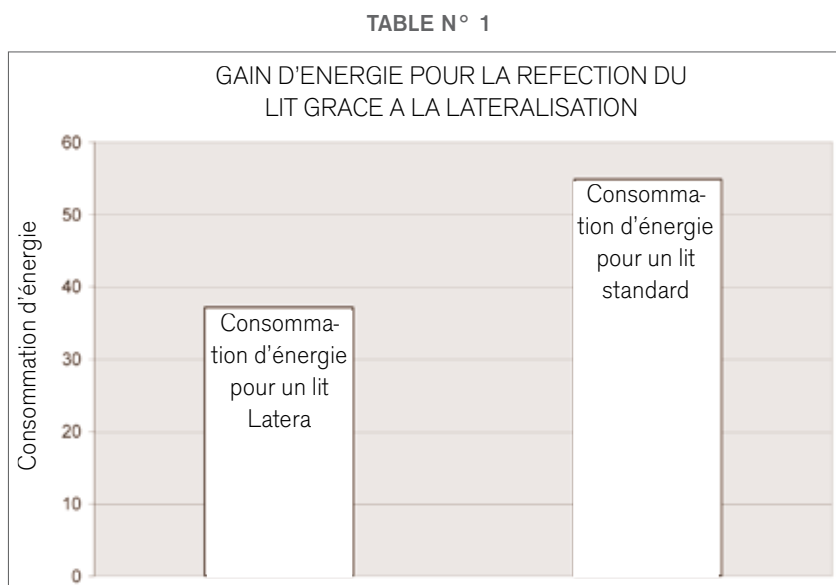 TABLE N° 1
GAIN D'ENERGIE POUR LA REFECTION DU
LIT GRACE A LA LATERALISATION
Consommation d'énergie
60
50
40
30
20
10
0
Consomma-
tion d'énergie
pour un lit
Latera
Consomma-
tion d'énergie
pour un lit
standard